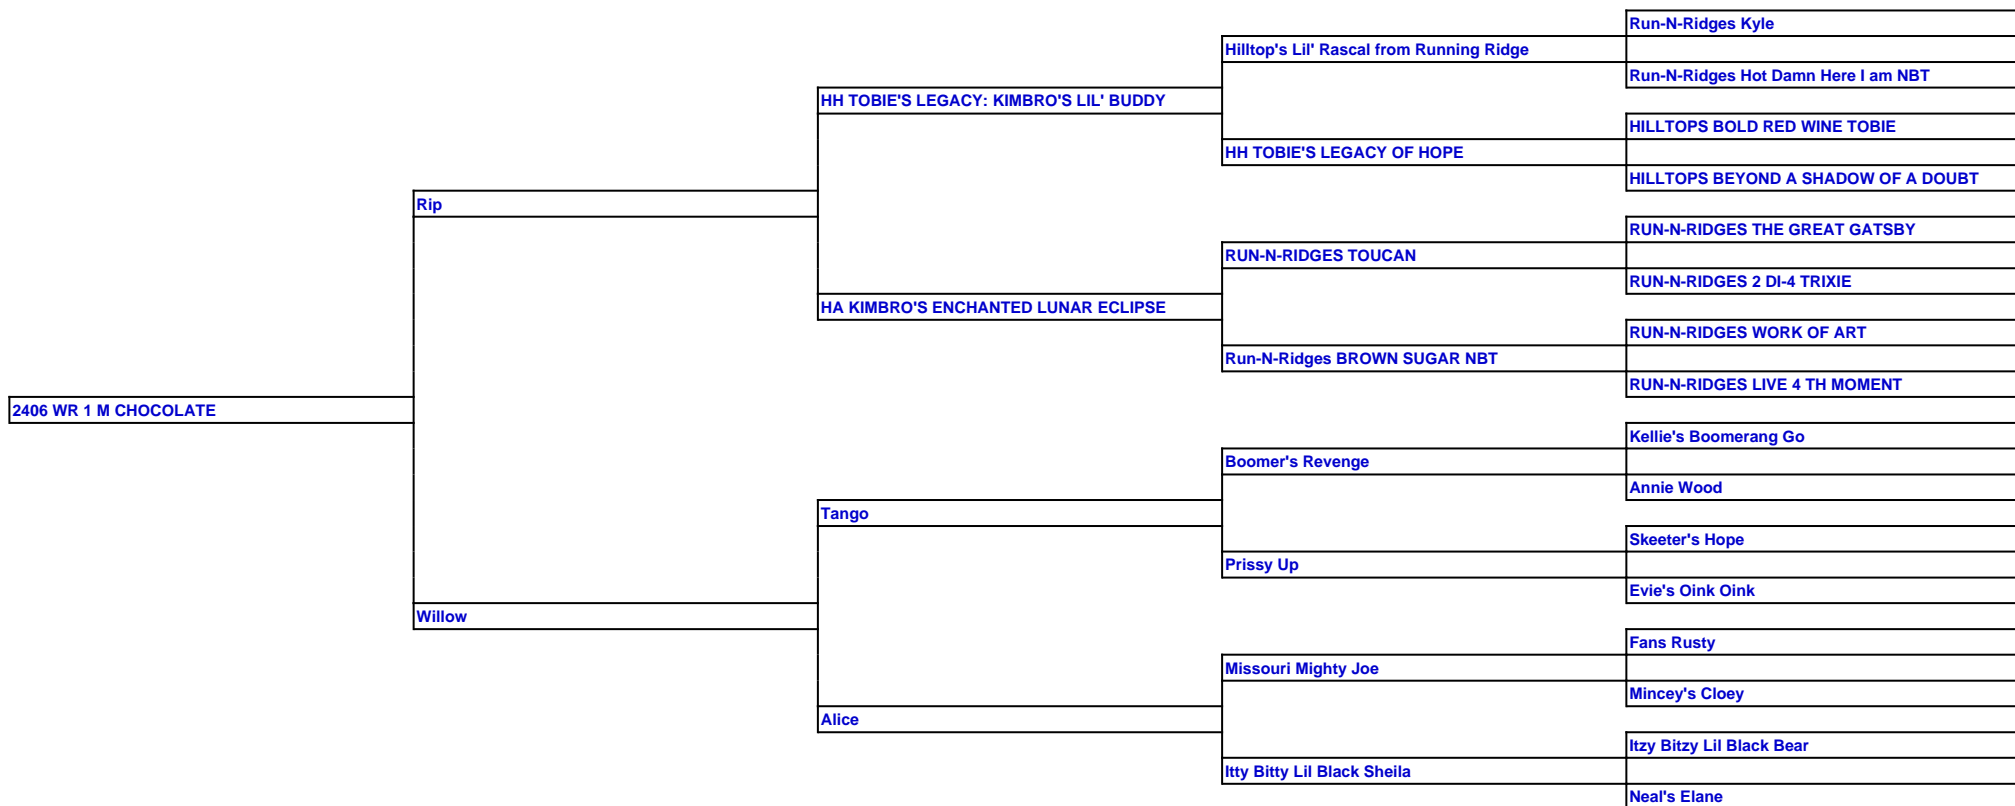 Run-N-Ridges Kyle
Hilltop's Lil' Rascal from Running Ridge
Run-N-Ridges Hot Damn Here I am NBT
HH TOBIE'S LEGACY: KIMBRO'S LIL' BUDDY
HILLTOPS BOLD RED WINE TOBIE
HH TOBIE'S LEGACY OF HOPE
HILLTOPS BEYOND A SHADOW OF A DOUBT
Rip
RUN-N-RIDGES THE GREAT GATSBY
RUN-N-RIDGES TOUCAN
RUN-N-RIDGES 2 DI-4 TRIXIE
HA KIMBRO'S ENCHANTED LUNAR ECLIPSE
RUN-N-RIDGES WORK OF ART
Run-N-Ridges BROWN SUGAR NBT
RUN-N-RIDGES LIVE 4 TH MOMENT
2406 WR 1 M CHOCOLATE
Kellie's Boomerang Go
Boomer's Revenge
Annie Wood
Tango
Skeeter's Hope
Prissy Up
Evie's Oink Oink
Willow
Fans Rusty
Missouri Mighty Joe
Mincey's Cloey
Alice
Itzy Bitzy Lil Black Bear
Itty Bitty Lil Black Sheila
Neal's Elane